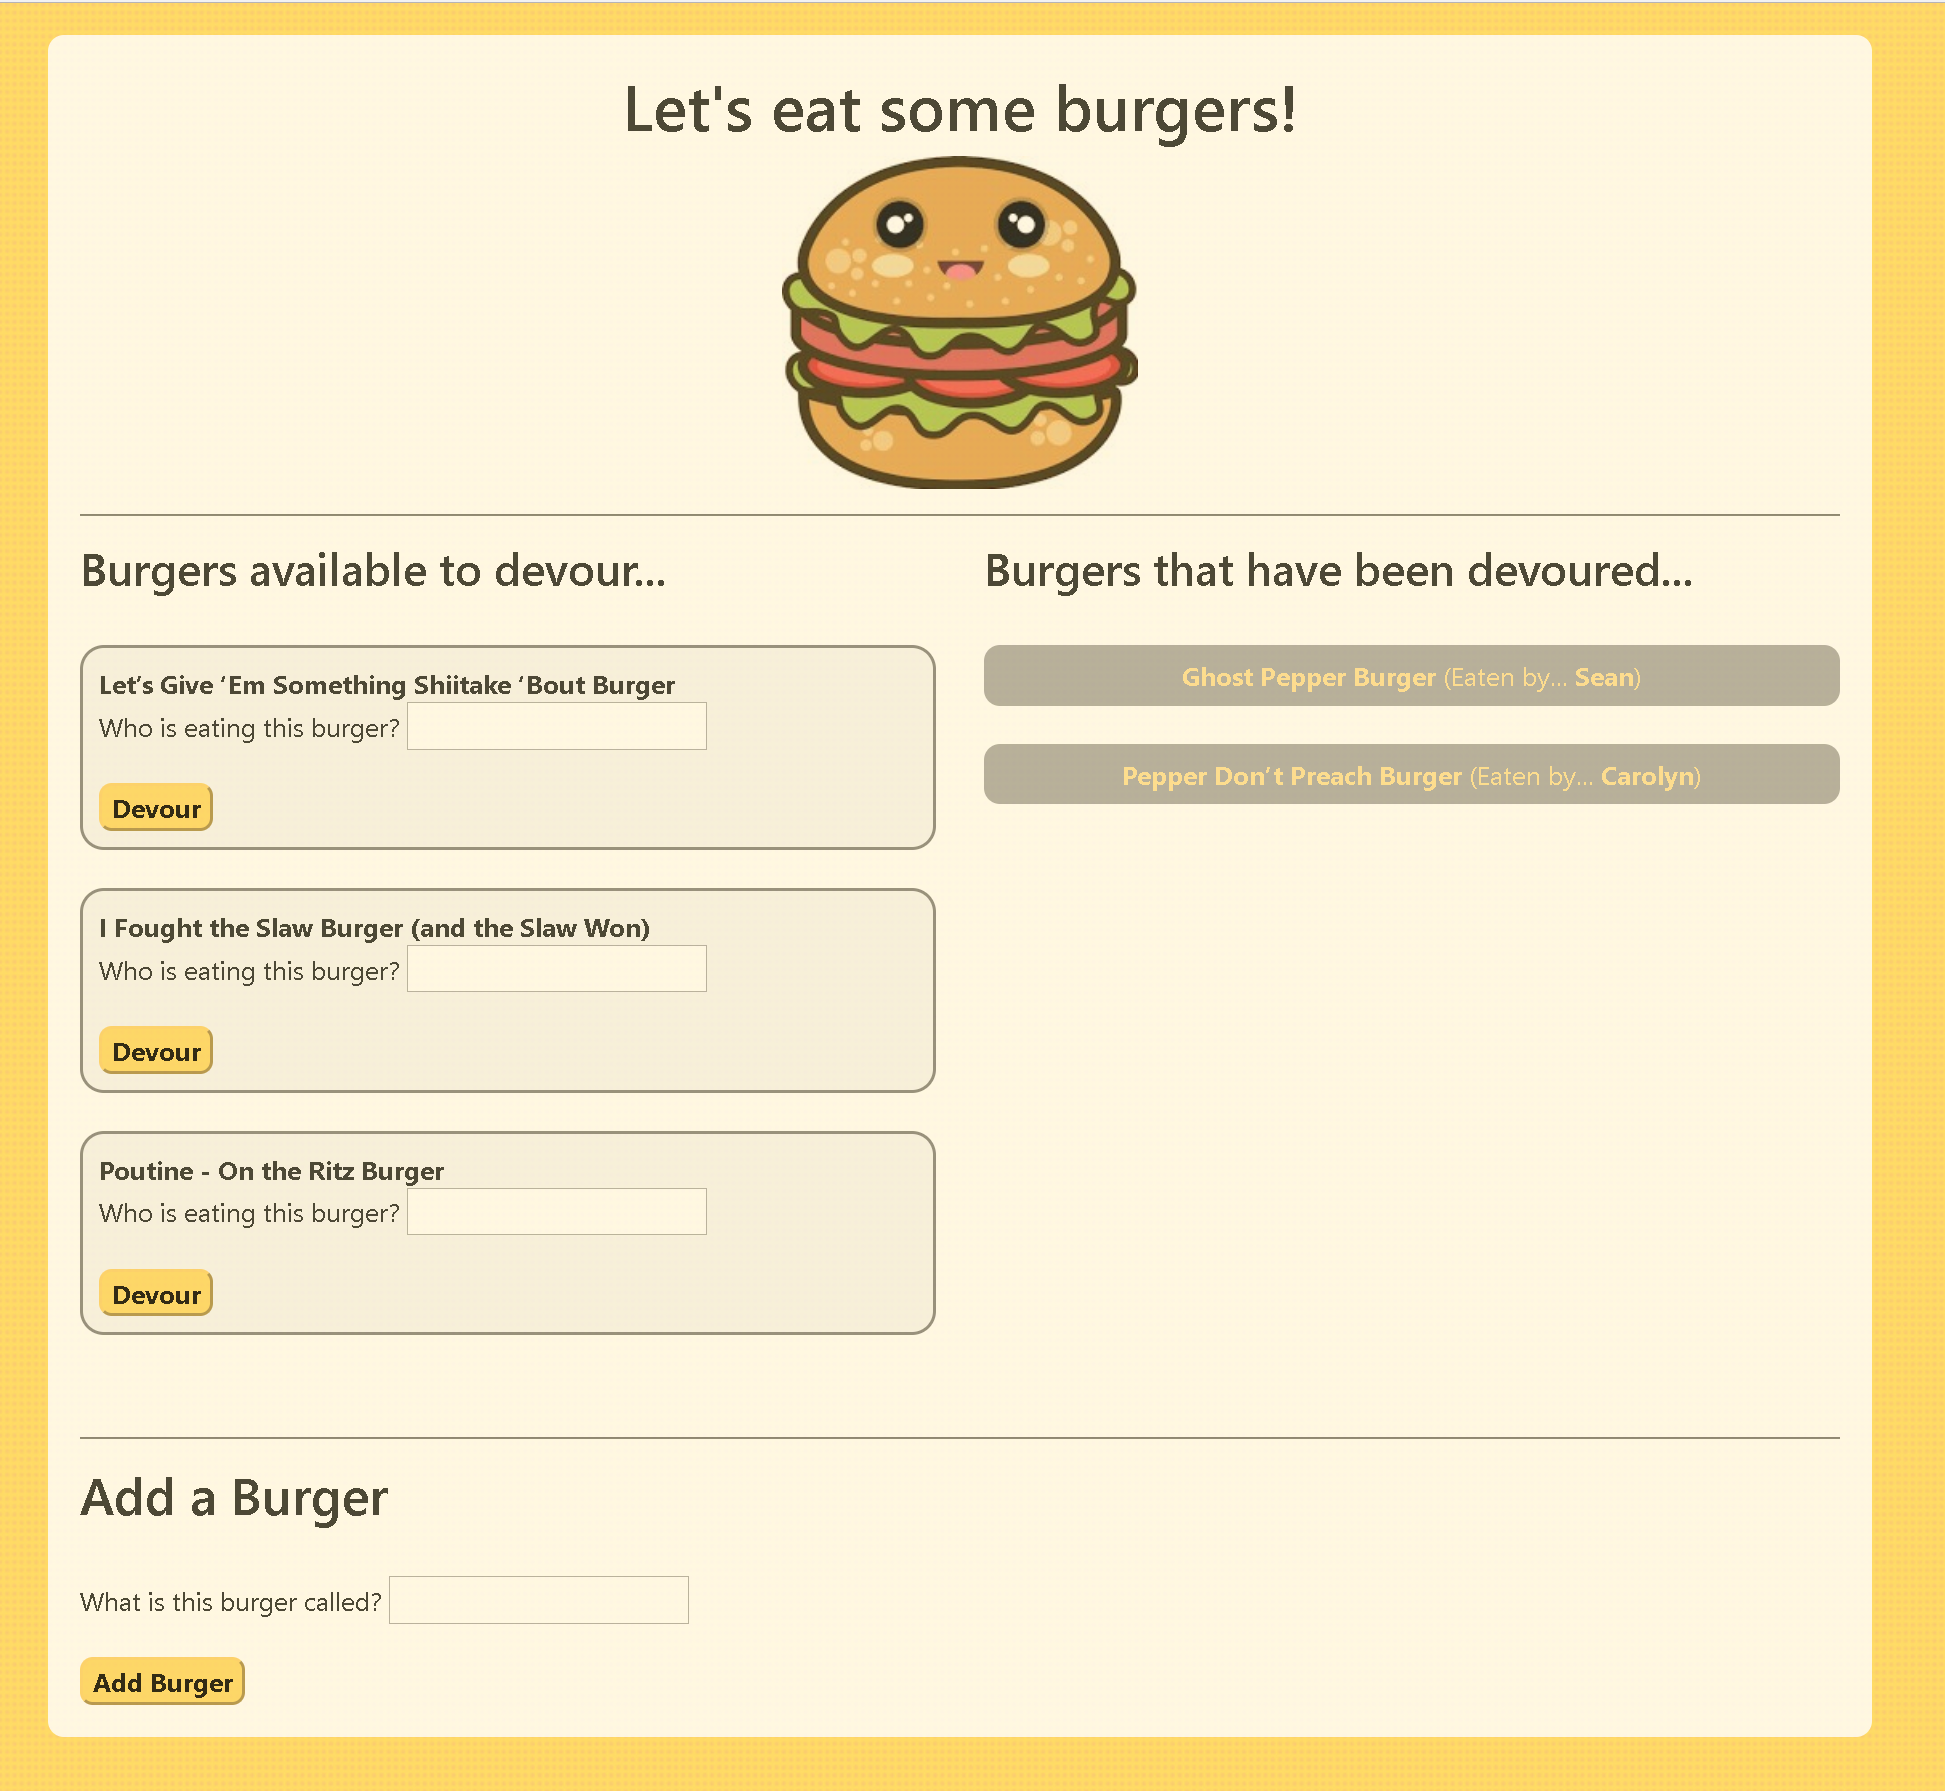 Let's eat some burgers!
Burgers available to devour...
Let’s Give ‘Em Something Shiitake ‘Bout Burger
Who is eating this burger?
Devour
I Fought the Slaw Burger (and the Slaw Won)
Who is eating this burger?
Devour
Poutine - On the Ritz Burger
Who is eating this burger?
Devour
Burgers that have been devoured...
Ghost Pepper Burger (Eaten by... Sean)
Pepper Don’t Preach Burger (Eaten by... Carolyn)
Add a Burger
What is this burger called?
Add Burger